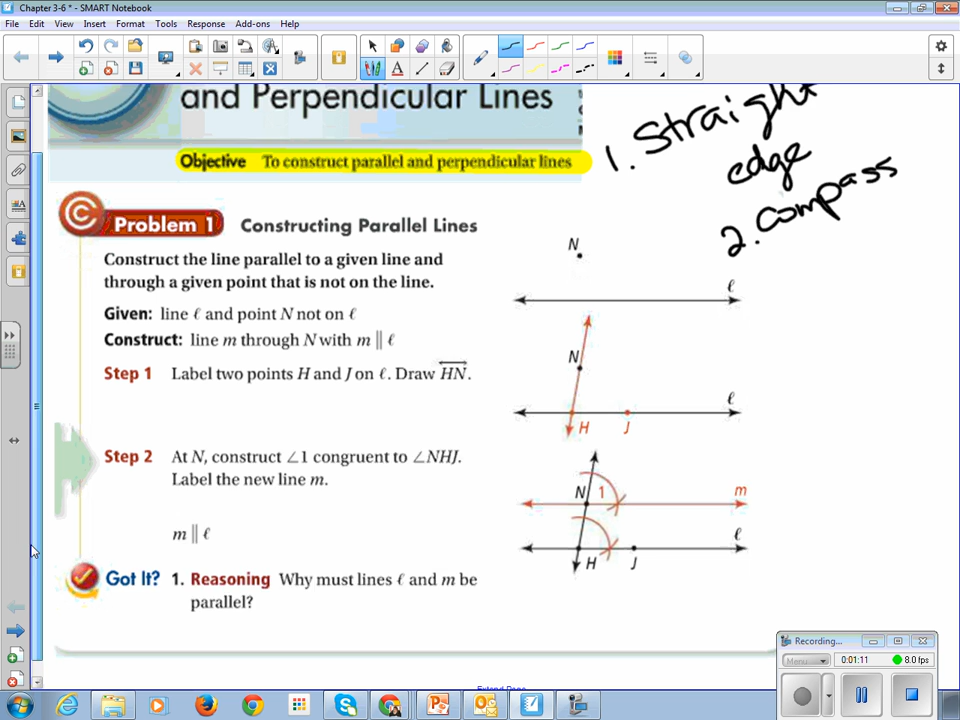 Chapter 3-6 * - SMART Notebook
File Edit View Insert Format Tools Response Add-ons Help
and Perpendicular Lines
Objective To construct parallel and perpendicular lines
1. Straight
edge
2. Compass
Problem 1 Constructing Parallel Lines
Construct the line parallel to a given line and
through a given point that is not on the line.
N
ℓ
Given: line ℓ and point N not on ℓ
Construct: line m through N with m ∥ ℓ
Step 1 Label two points H and J on ℓ. Draw HN.
N
ℓ
H J
Step 2 At N, construct ∠1 congruent to ∠NHJ.
Label the new line m.
N 1 m
ℓ
H J
m ∥ ℓ
Got It? 1. Reasoning Why must lines ℓ and m be
parallel?
Recording...
Menu 0:01:11 8.0 fps
Extend Page